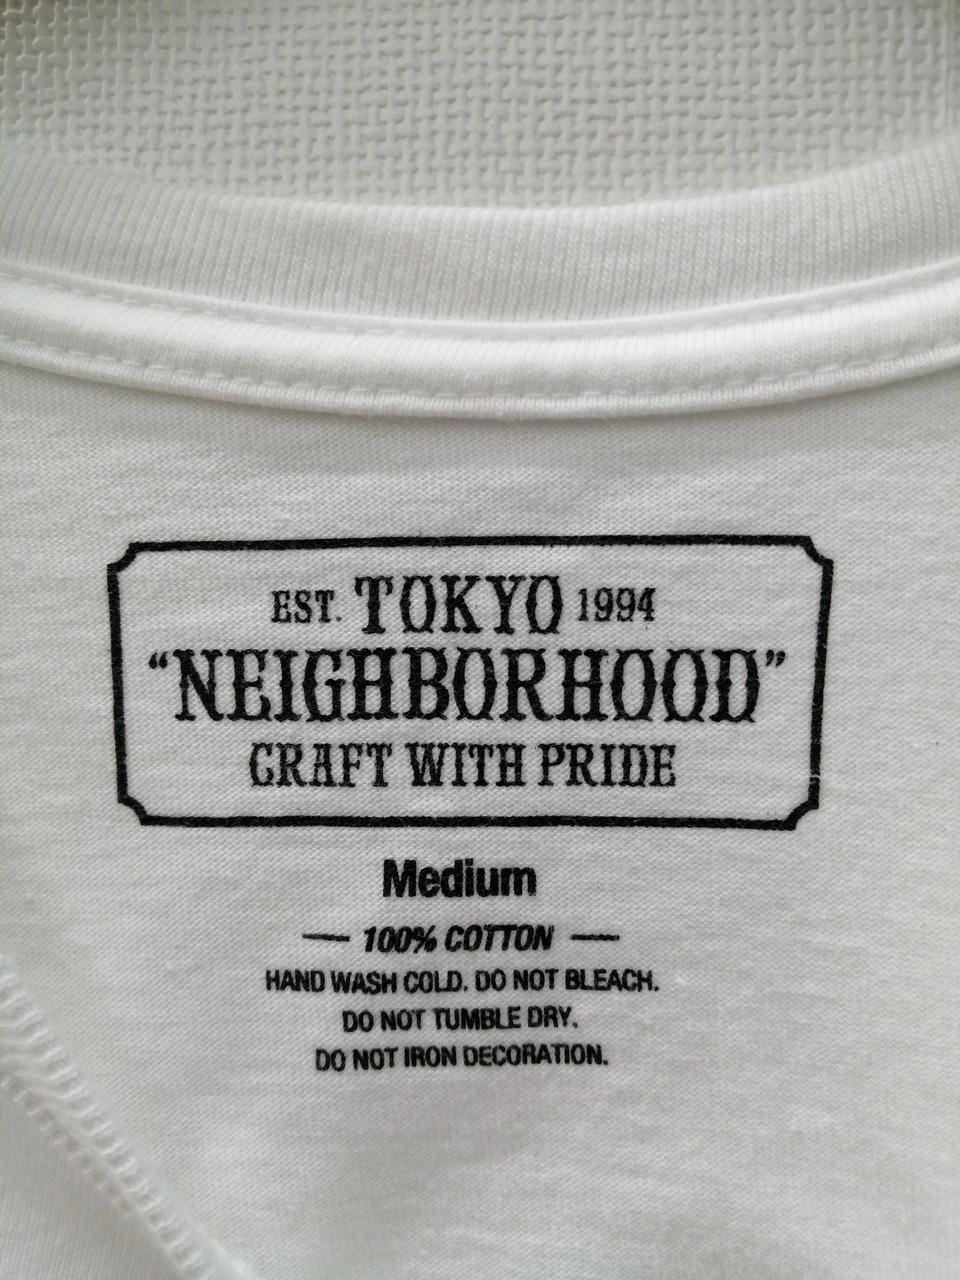 EST. TOKYO 1994
“NEIGHBORHOOD”
CRAFT WITH PRIDE
Medium
— 100% COTTON —
HAND WASH COLD. DO NOT BLEACH.
DO NOT TUMBLE DRY.
DO NOT IRON DECORATION.